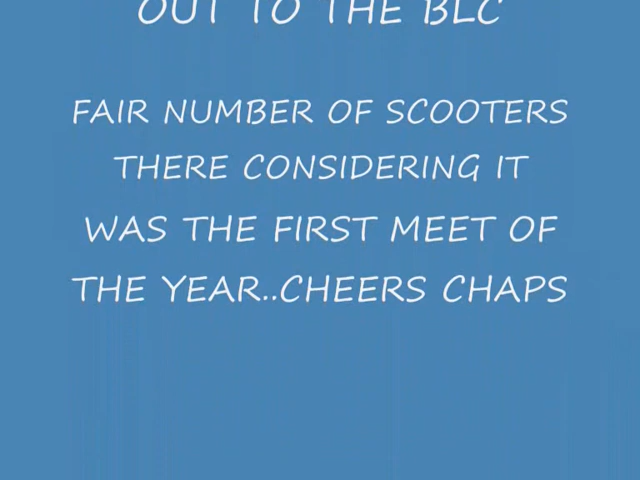 OUT TO THE BLC
FAIR NUMBER OF SCOOTERS
THERE CONSIDERING IT
WAS THE FIRST MEET OF
THE YEAR..CHEERS CHAPS